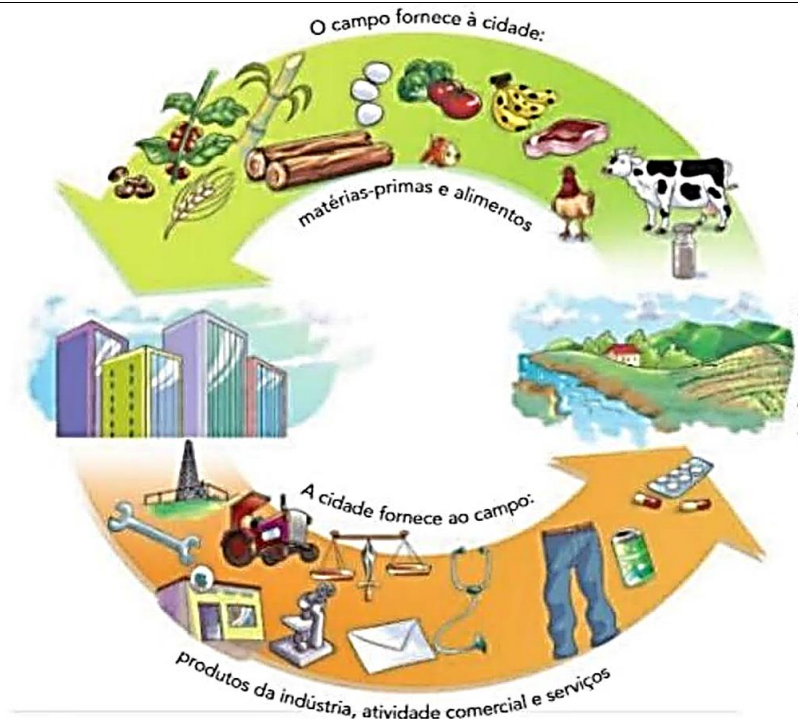 O campo fornece à cidade:
matérias-primas e alimentos
A cidade fornece ao campo:
produtos da indústria, atividade comercial e serviços